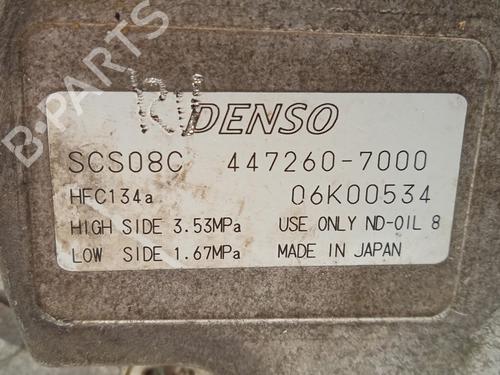 B-PARTS
DENSO
SCS08C 447260-7000
HFC134a 06K00534
HIGH SIDE 3.53MPa USE ONLY ND-OIL 8
LOW SIDE 1.67MPa MADE IN JAPAN